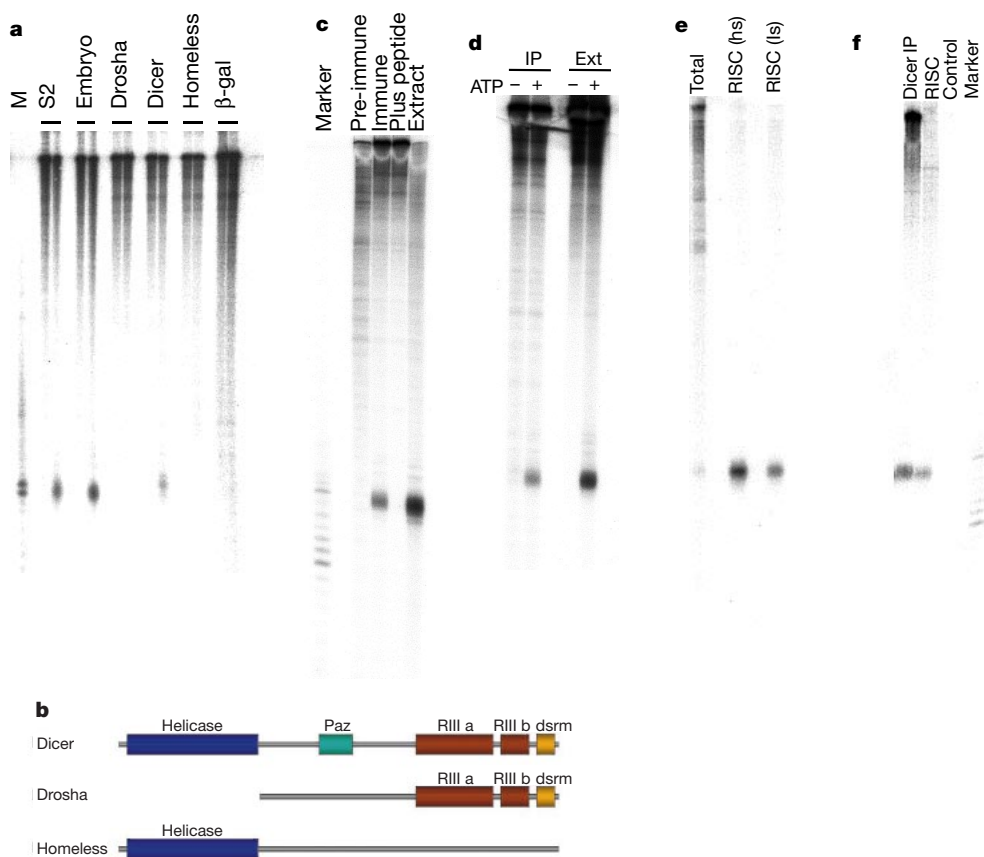 a
M
S2
Embryo
Drosha
Dicer
Homeless
β-gal
c
Marker
Pre-immune
Immune
Plus peptide
Extract
d
IP Ext
ATP − + − +
e
Total
RISC (hs)
RISC (ls)
f
Dicer IP
RISC
Control
Marker
b
Helicase Paz RIII a RIII b dsrm
Dicer
RIII a RIII b dsrm
Drosha
Helicase
Homeless